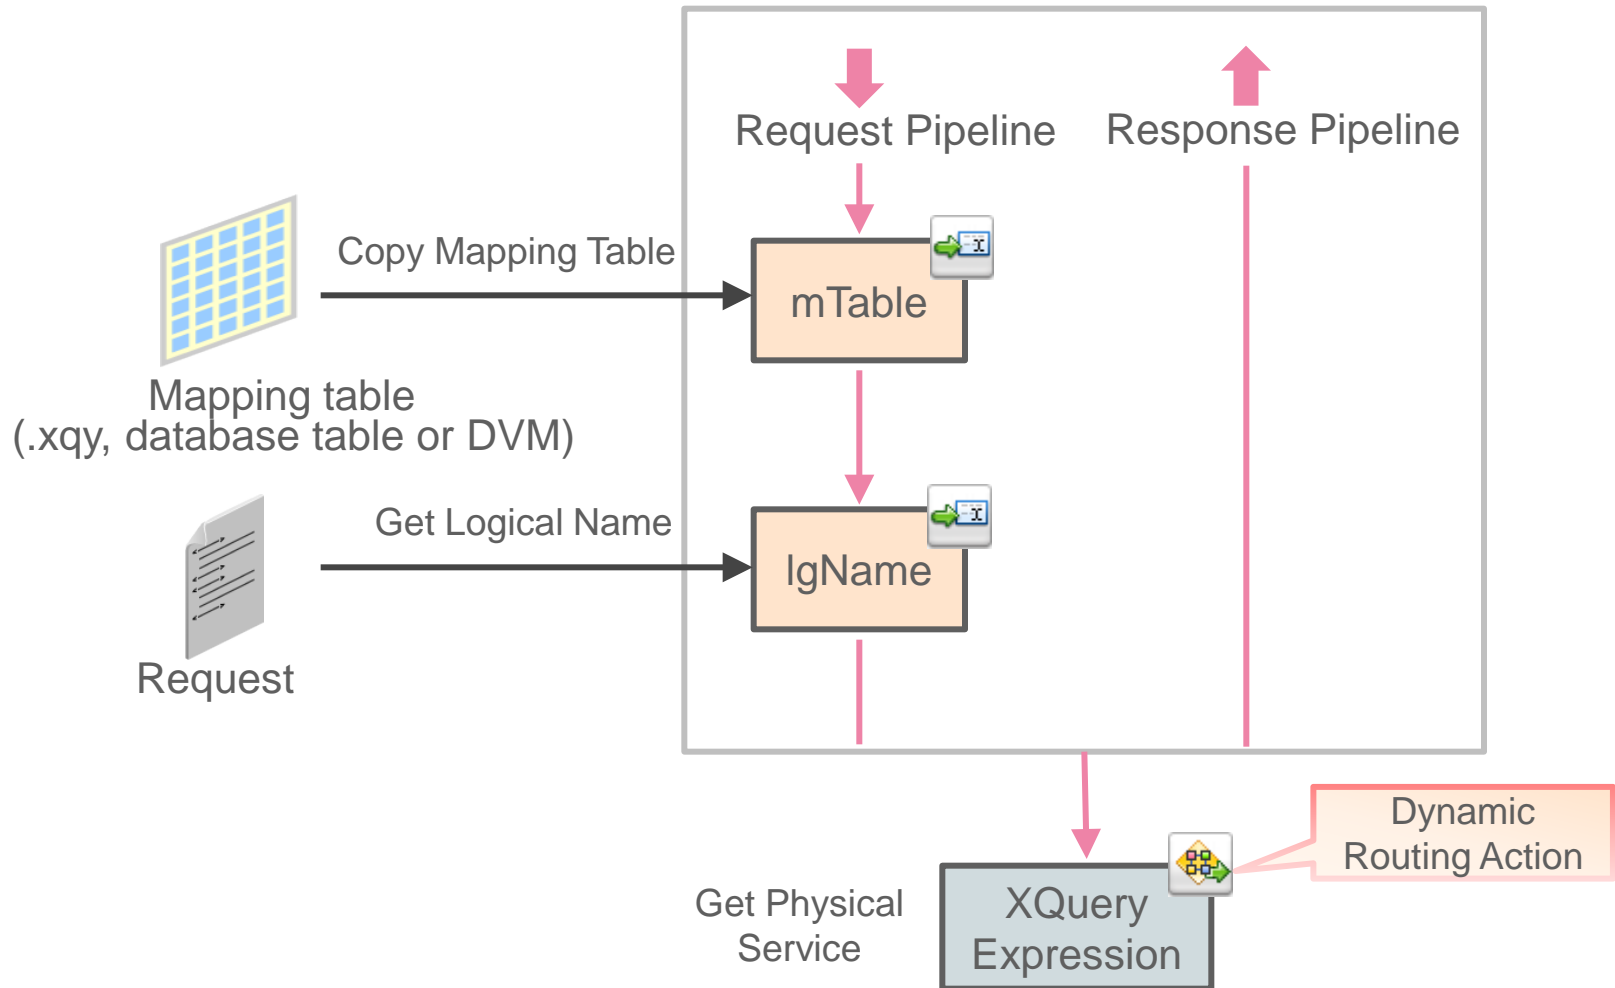 Request Pipeline
Response Pipeline
Copy Mapping Table
mTable
Mapping table
(.xqy, database table or DVM)
Get Logical Name
lgName
Request
Dynamic
Routing Action
Get Physical
Service
XQuery
Expression